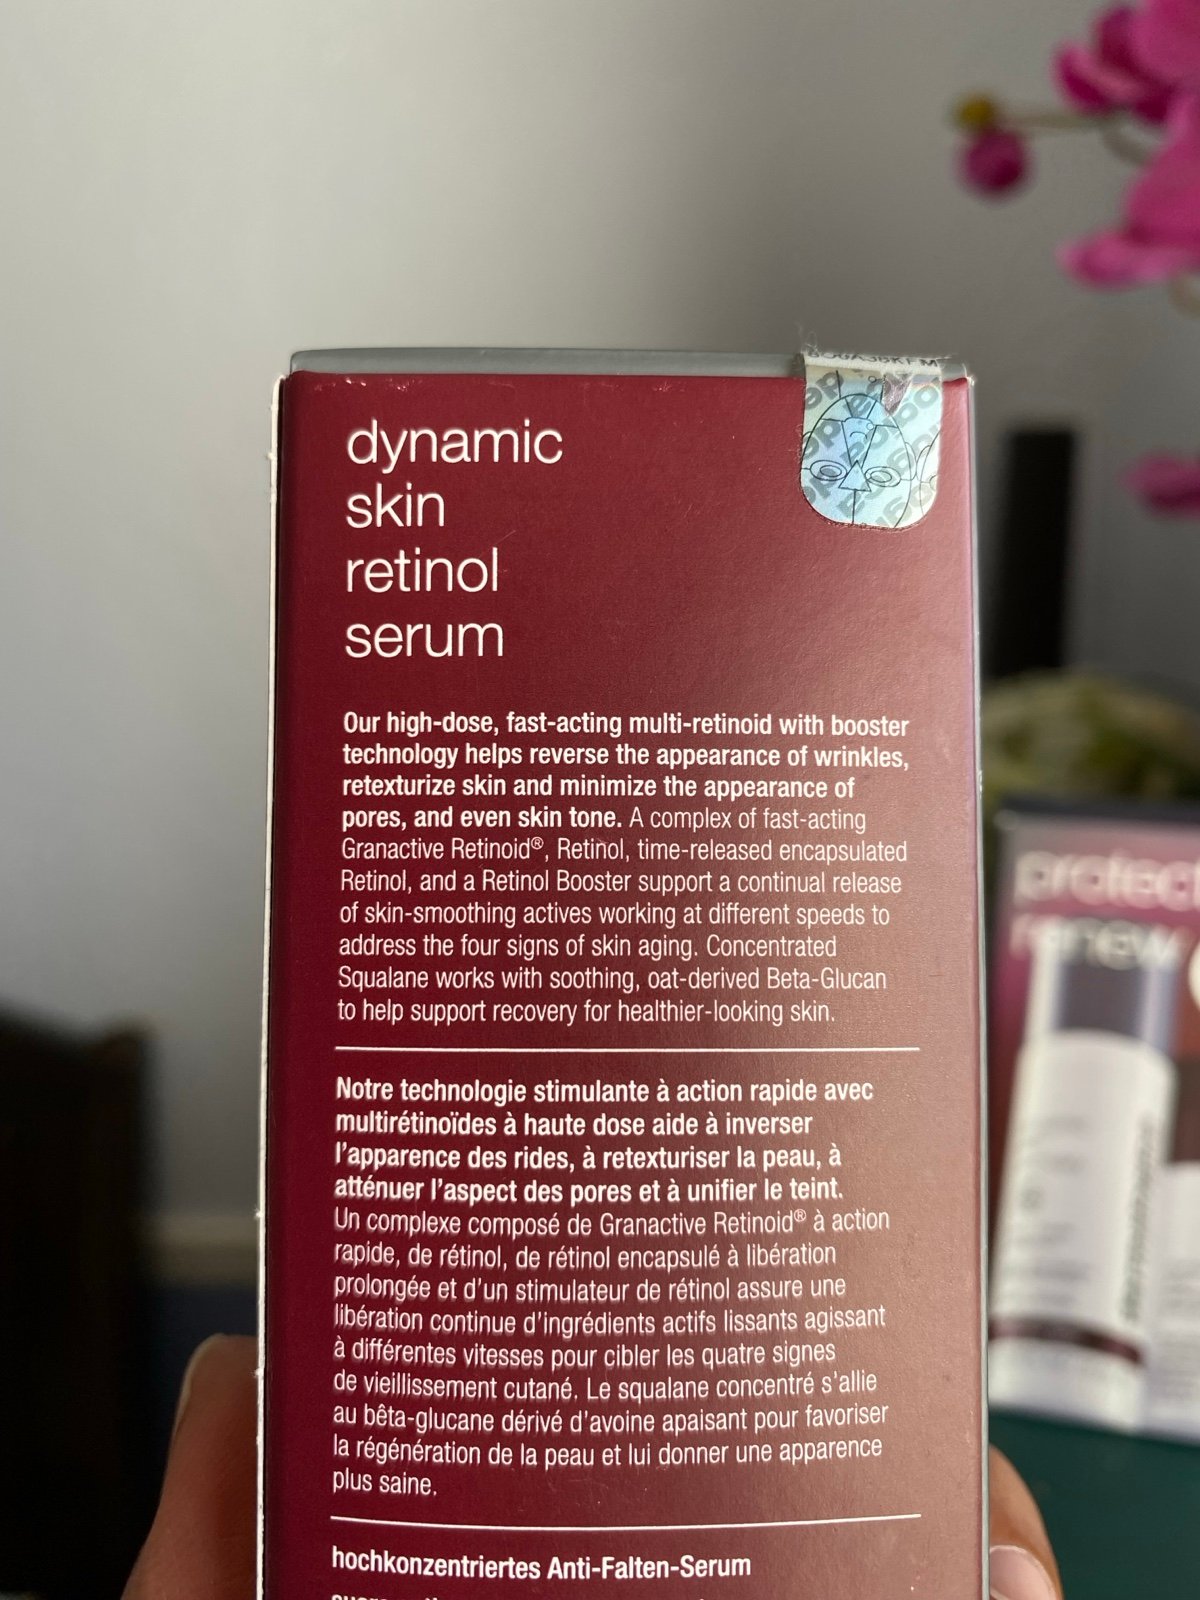 dynamic
skin
retinol
serum
Our high-dose, fast-acting multi-retinoid with booster
technology helps reverse the appearance of wrinkles,
retexturize skin and minimize the appearance of
pores, and even skin tone. A complex of fast-acting
Granactive Retinoid®, Retinol, time-released encapsulated
Retinol, and a Retinol Booster support a continual release
of skin-smoothing actives working at different speeds to
address the four signs of skin aging. Concentrated
Squalane works with soothing, oat-derived Beta-Glucan
to help support recovery for healthier-looking skin.
Notre technologie stimulante à action rapide avec
multirétinoïdes à haute dose aide à inverser
l'apparence des rides, à retexturiser la peau, à
atténuer l'aspect des pores et à unifier le teint.
Un complexe composé de Granactive Retinoid® à action
rapide, de rétinol, de rétinol encapsulé à libération
prolongée et d'un stimulateur de rétinol assure une
libération continue d'ingrédients actifs lissants agissant
à différentes vitesses pour cibler les quatre signes
de vieillissement cutané. Le squalane concentré s'allie
au bêta-glucane dérivé d'avoine apaisant pour favoriser
la régénération de la peau et lui donner une apparence
plus saine.
hochkonzentriertes Anti-Falten-Serum
protect
renew
dermalogica